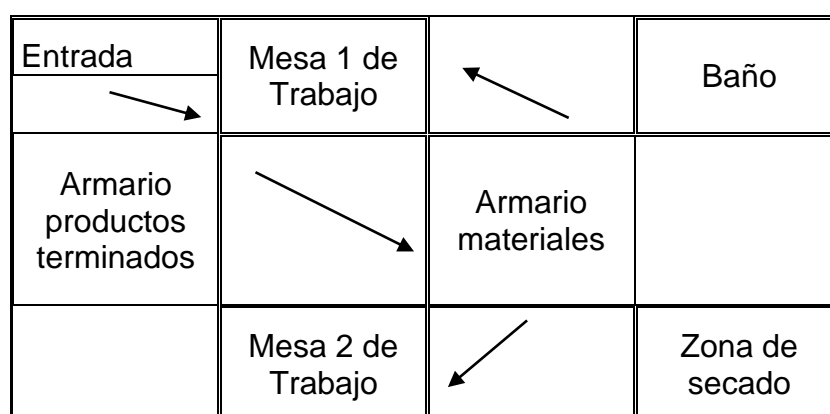 Entrada
Mesa 1 de
Trabajo
Baño
Armario
productos
terminados
Armario
materiales
Mesa 2 de
Trabajo
Zona de
secado